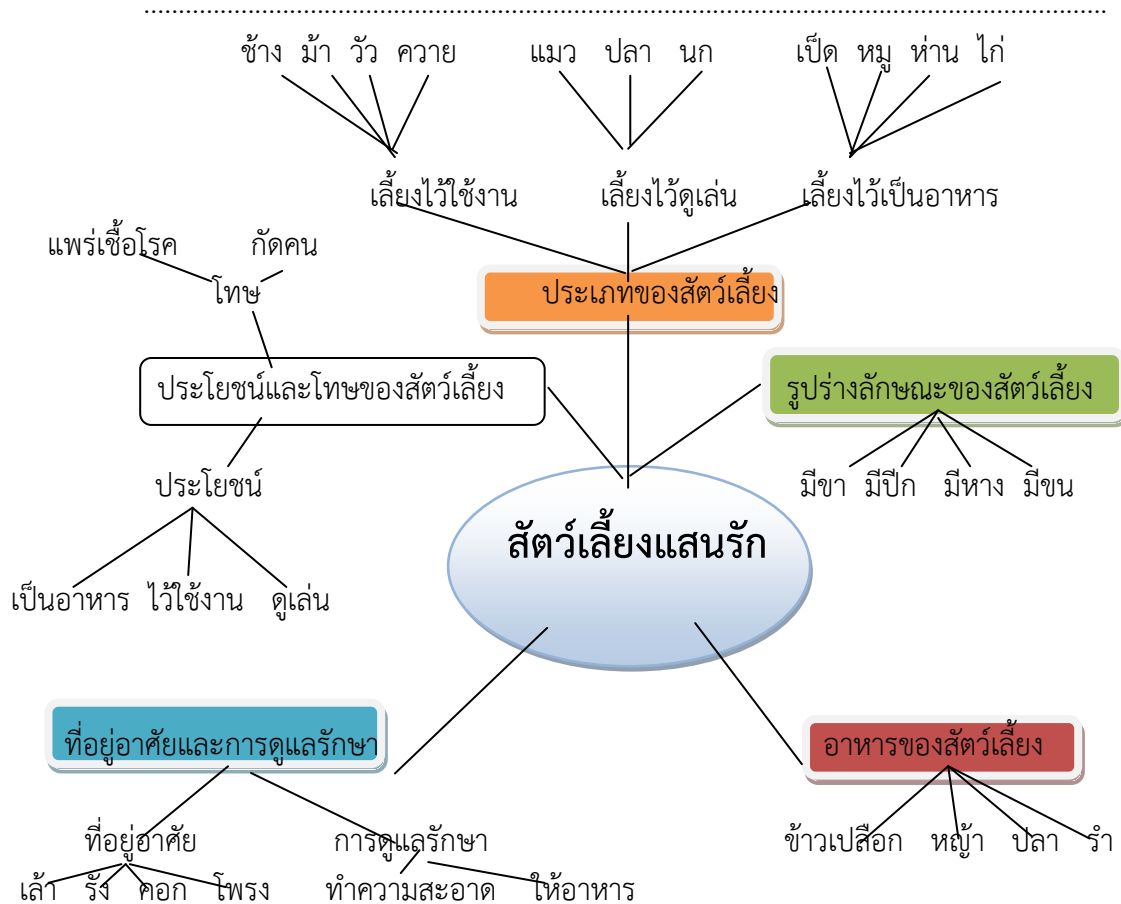 ........................................................................................................................
ช้าง ม้า วัว ควาย แมว ปลา นก เป็ด หมู ห่าน ไก่
เลี้ยงไว้ใช้งาน เลี้ยงไว้ดูเล่น เลี้ยงไว้เป็นอาหาร
แพร่เชื้อโรค กัดคน
โทษ
ประเภทของสัตว์เลี้ยง
ประโยชน์และโทษของสัตว์เลี้ยง
รูปร่างลักษณะของสัตว์เลี้ยง
มีขา มีปีก มีหาง มีขน
ประโยชน์
สัตว์เลี้ยงแสนรัก
เป็นอาหาร ไว้ใช้งาน ดูเล่น
ที่อยู่อาศัยและการดูแลรักษา
อาหารของสัตว์เลี้ยง
ที่อยู่อาศัย การดูแลรักษา
ข้าวเปลือก หญ้า ปลา รำ
เล้า รัง คอก โพรง ทำความสะอาด ให้อาหาร